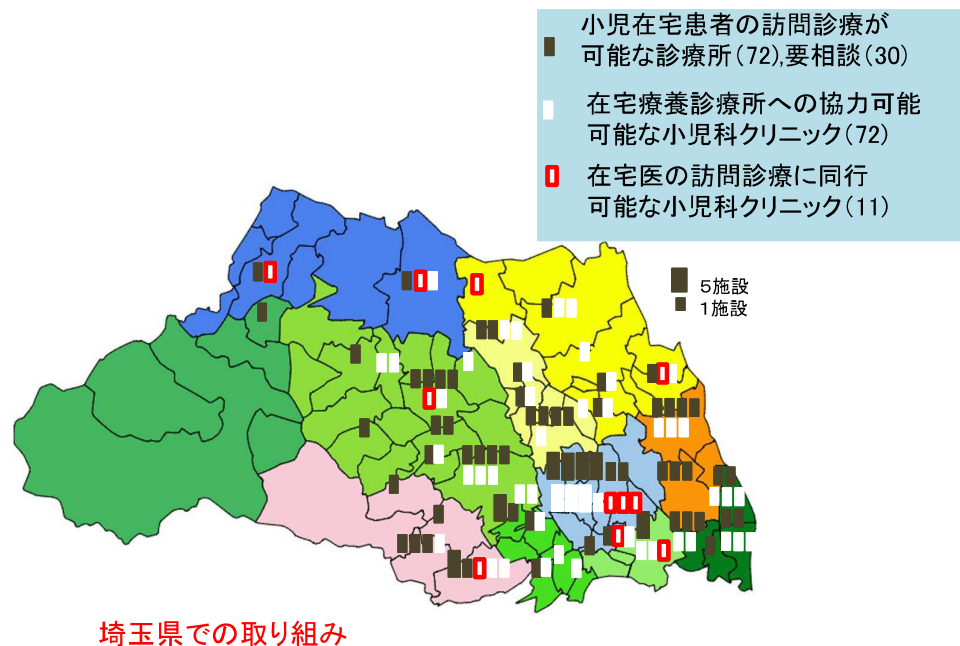 小児在宅患者の訪問診療が
可能な診療所（72）,要相談（30）
在宅療養診療所への協力可能
可能な小児科クリニック（72）
在宅医の訪問診療に同行
可能な小児科クリニック（11）
５施設
１施設
埼玉県での取り組み